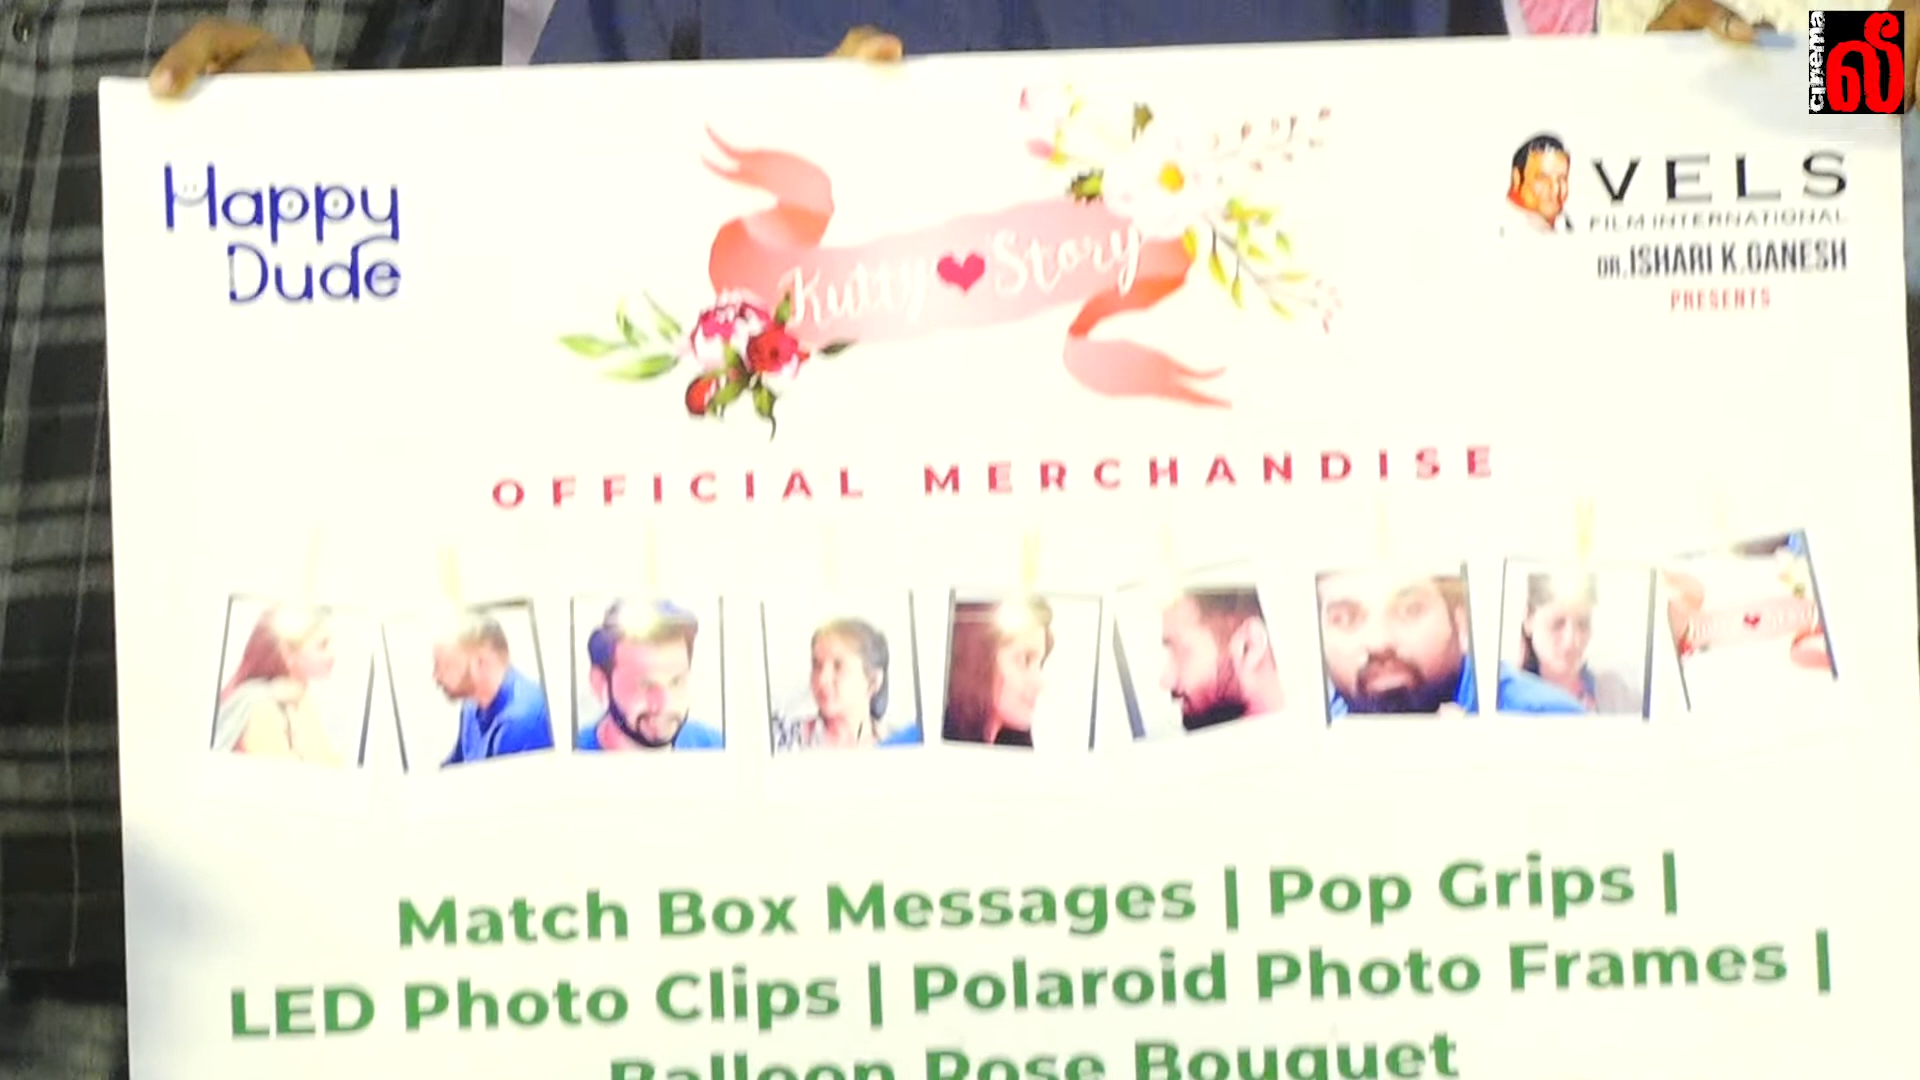 cinema
லீ
Happy
Dude
Kutty Story
VELS
FILM INTERNATIONAL
DR. ISHARI K. GANESH
PRESENTS
OFFICIAL MERCHANDISE
Match Box Messages | Pop Grips |
LED Photo Clips | Polaroid Photo Frames |
Balloon Rose Bouquet